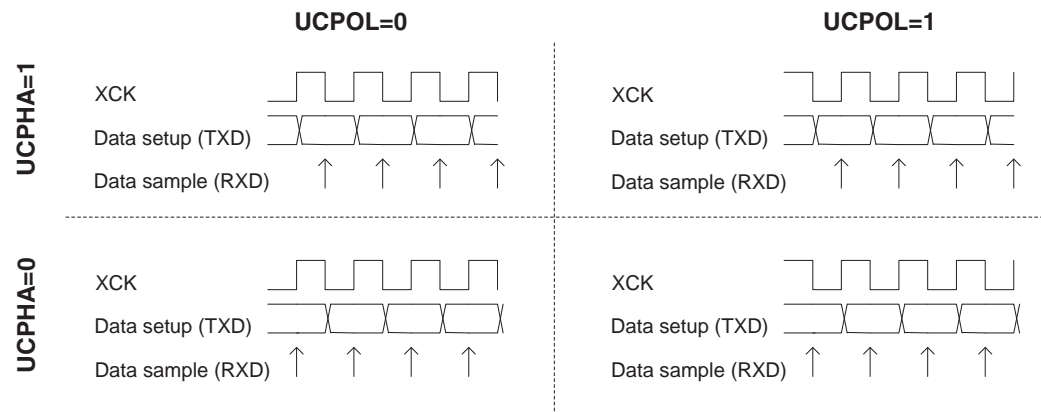 UCPOL=0
UCPOL=1
UCPHA=1
XCK
Data setup (TXD)
Data sample (RXD)
XCK
Data setup (TXD)
Data sample (RXD)
UCPHA=0
XCK
Data setup (TXD)
Data sample (RXD)
XCK
Data setup (TXD)
Data sample (RXD)